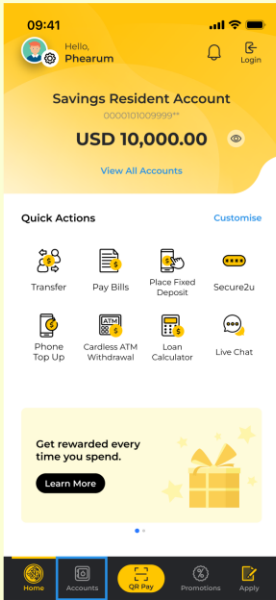 09:41
Hello,
Phearum
Login
Savings Resident Account
0000101009999**
USD 10,000.00
View All Accounts
Quick Actions
Customise
Transfer
Pay Bills
Place Fixed
Deposit
Secure2u
Phone
Top Up
ATM
Cardless ATM
Withdrawal
Loan
Calculator
Live Chat
Get rewarded every
time you spend.
Learn More
Home
Accounts
QR Pay
Promotions
Apply